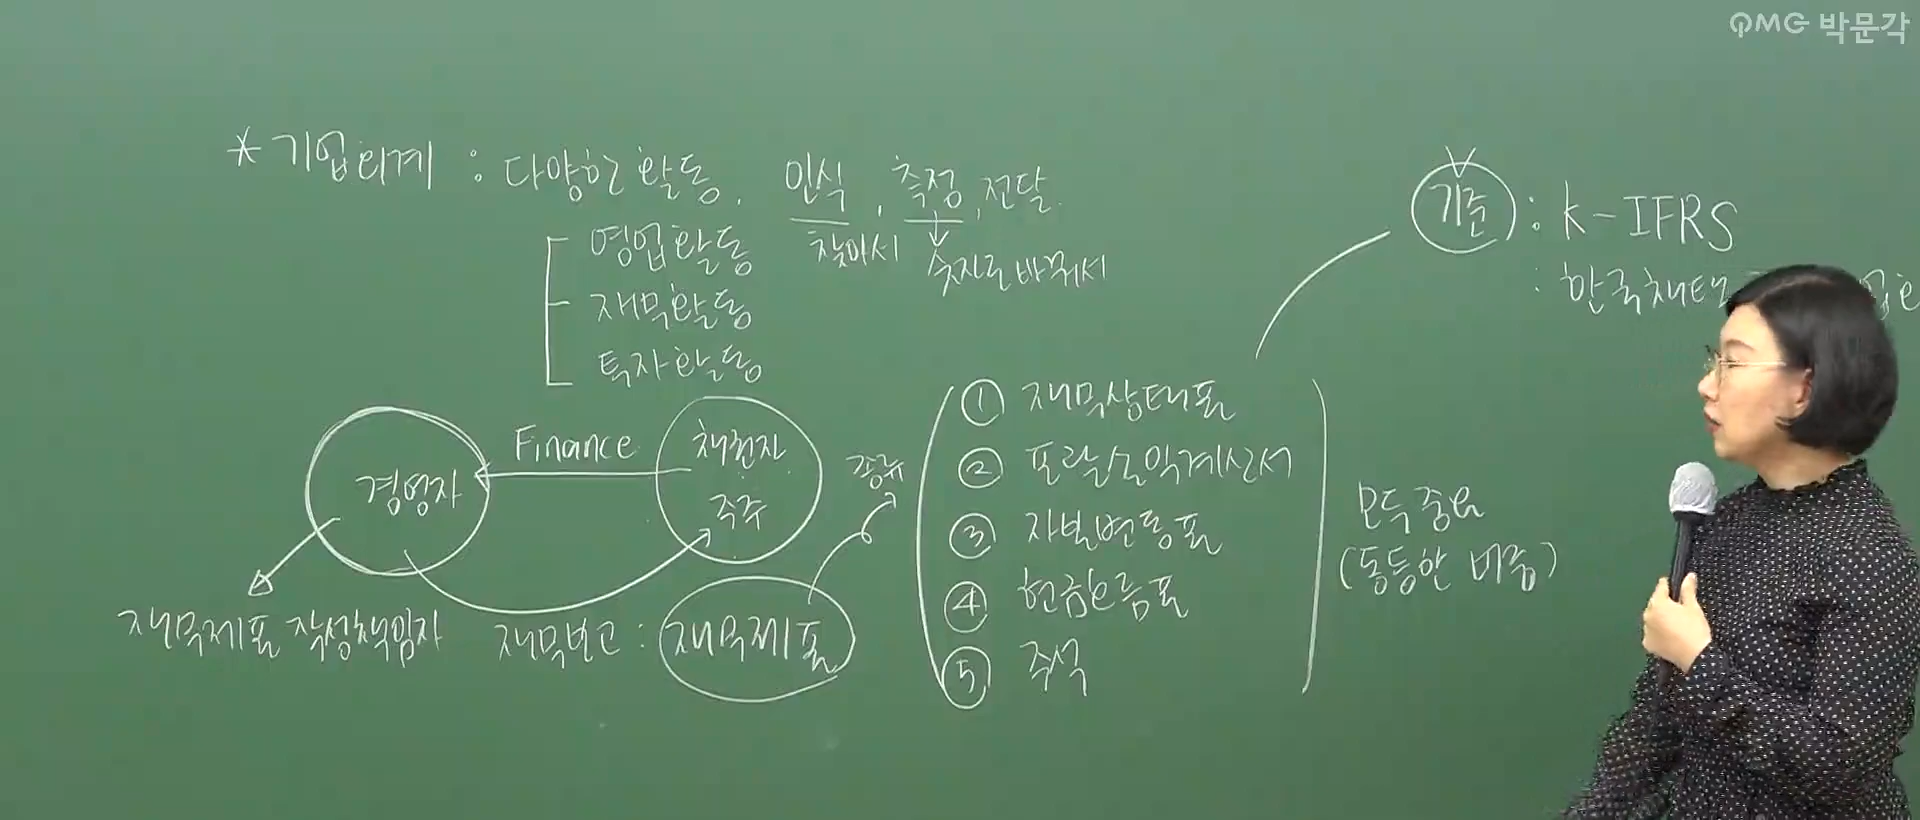 PMG 박문각
* 기업회계 : 다양한 활동, 인식, 측정, 전달.
찾아서
숫자로 바꿔서
영업활동
재무활동
투자활동
기준 : K-IFRS
: 한국채택
경영자
Finance
채권자
주주
재무제표 작성책임자
재무보고 : 재무제표
종류
① 재무상태표
② 포괄손익계산서
③ 자본변동표
④ 현금흐름표
⑤ 주석
모두 중요
(동등한 비중)